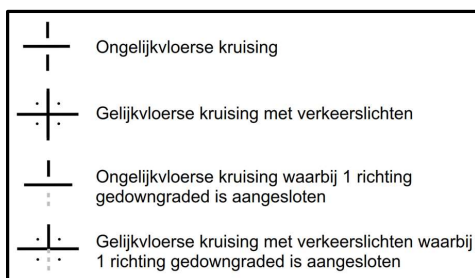 Ongelijkvloerse kruising
Gelijkvloerse kruising met verkeerslichten
Ongelijkvloerse kruising waarbij 1 richting
gedowngraded is aangesloten
Gelijkvloerse kruising met verkeerslichten waarbij
1 richting gedowngraded is aangesloten